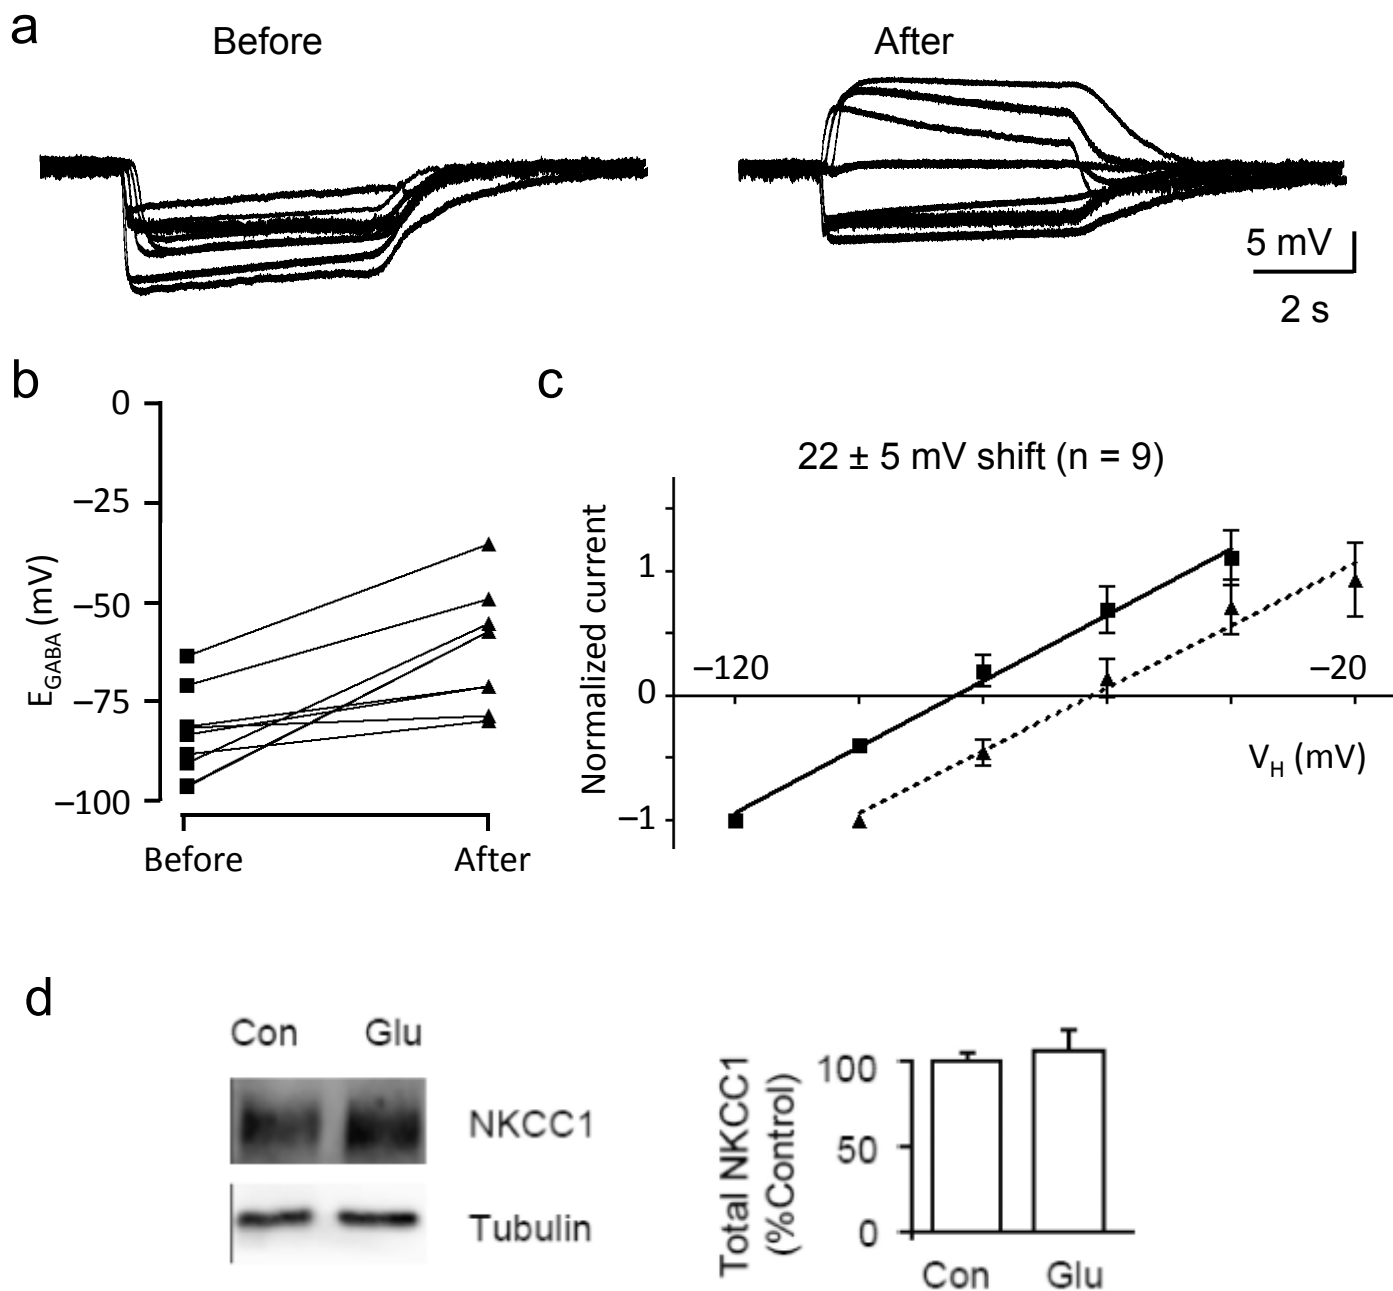 a
Before
After
5 mV
2 s
b
c
0
–25
–50
–75
–100
E_GABA (mV)
Before
After
22 ± 5 mV shift (n = 9)
Normalized current
1
0
–1
–120
–20
V_H (mV)
d
Con
Glu
NKCC1
Tubulin
Total NKCC1
(%Control)
100
50
0
Con
Glu